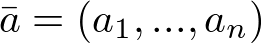 ā = (a₁, ..., aₙ)